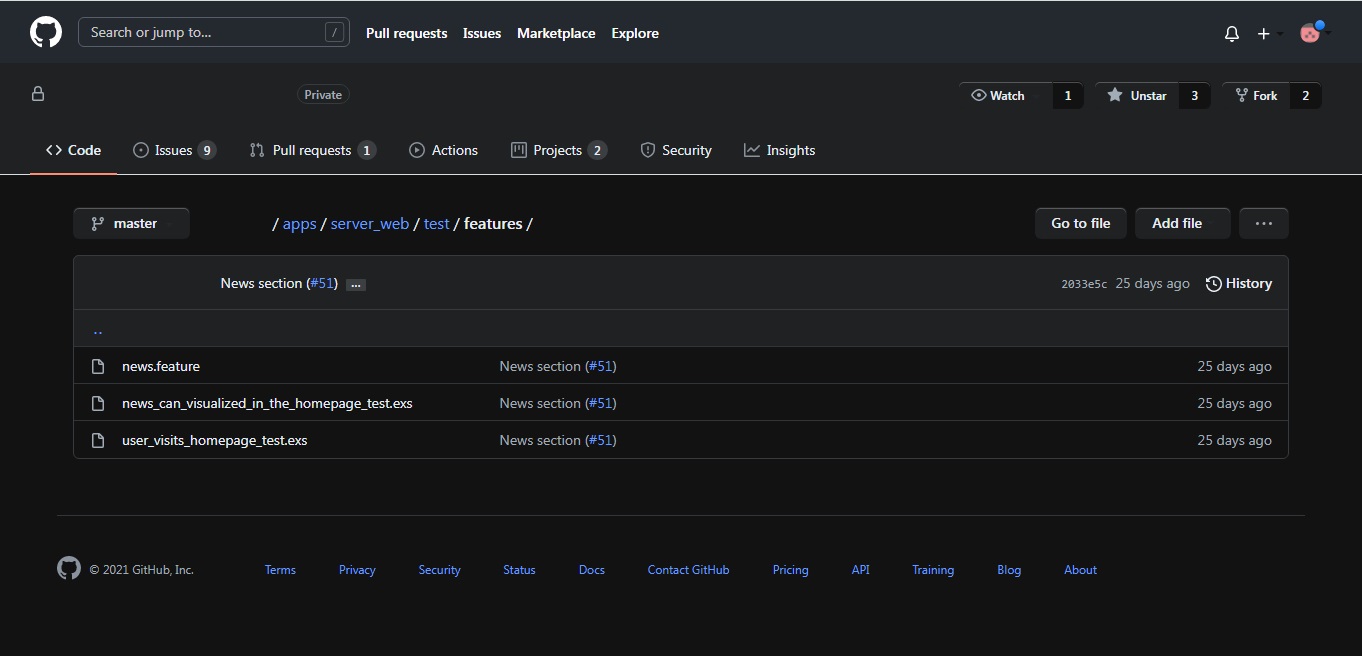 Search or jump to... / Pull requests Issues Marketplace Explore
Private Watch 1 Unstar 3 Fork 2
Code Issues 9 Pull requests 1 Actions Projects 2 Security Insights
master / apps / server_web / test / features / Go to file Add file ...
News section (#51) ... 2033e5c 25 days ago History
..
news.feature News section (#51) 25 days ago
news_can_visualized_in_the_homepage_test.exs News section (#51) 25 days ago
user_visits_homepage_test.exs News section (#51) 25 days ago
© 2021 GitHub, Inc. Terms Privacy Security Status Docs Contact GitHub Pricing API Training Blog About